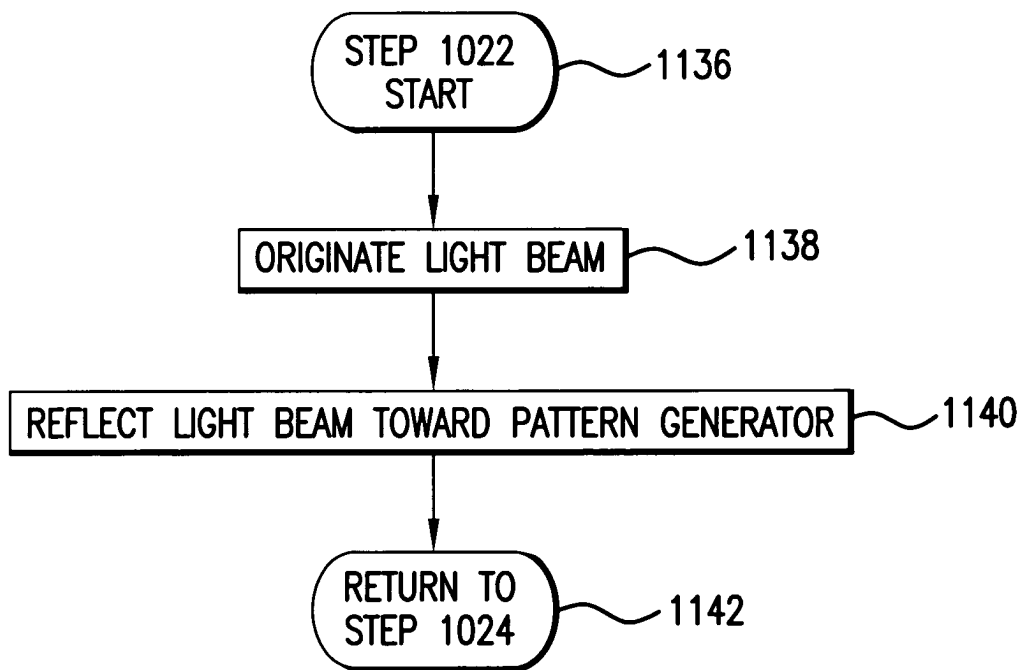 STEP 1022
START
1136
ORIGINATE LIGHT BEAM
1138
REFLECT LIGHT BEAM TOWARD PATTERN GENERATOR
1140
RETURN TO
STEP 1024
1142